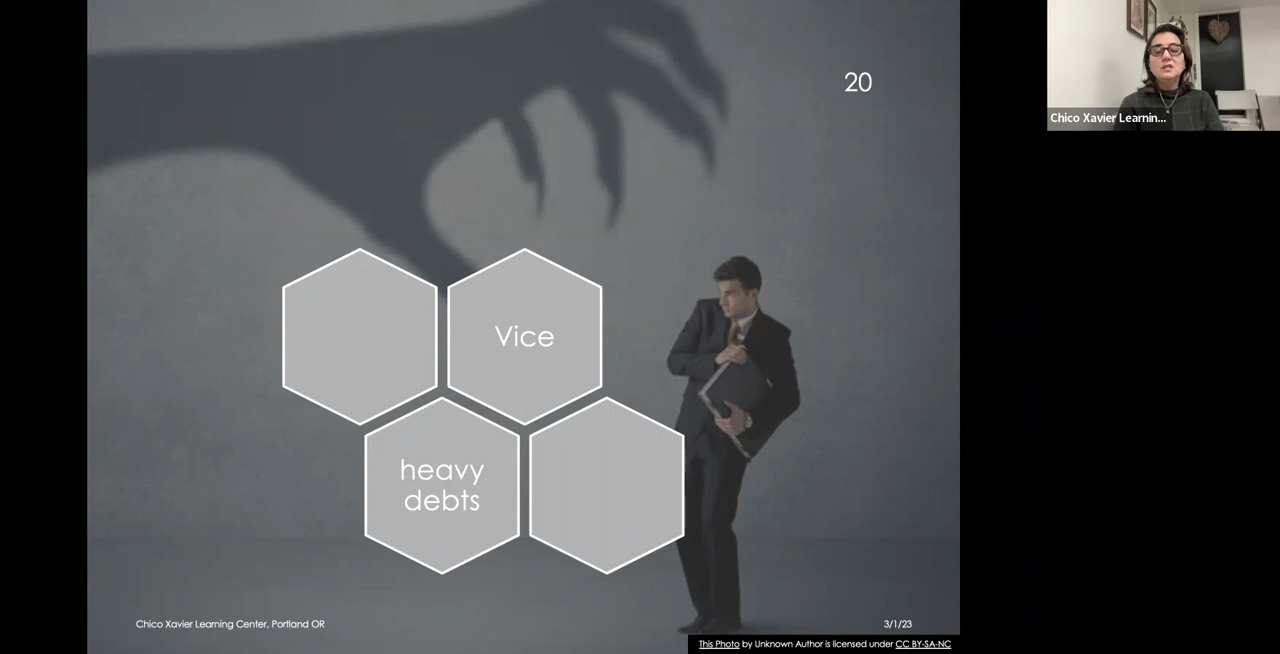 20
Chico Xavier Learnin...
Vice
heavy
debts
Chico Xavier Learning Center, Portland OR
3/1/23
This Photo by Unknown Author is licensed under CC BY-SA-NC